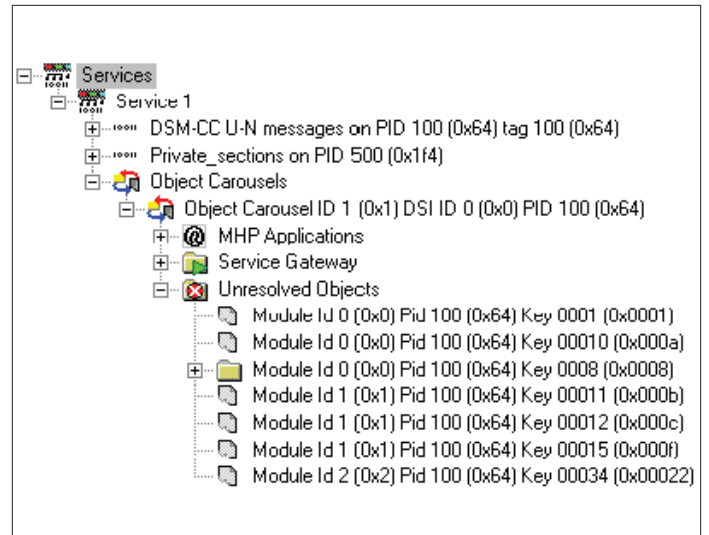 Services
Service 1
DSM-CC U-N messages on PID 100 (0x64) tag 100 (0x64)
Private_sections on PID 500 (0x1f4)
Object Carousels
Object Carousel ID 1 (0x1) DSI ID 0 (0x0) PID 100 (0x64)
MHP Applications
Service Gateway
Unresolved Objects
Module Id 0 (0x0) Pid 100 (0x64) Key 0001 (0x0001)
Module Id 0 (0x0) Pid 100 (0x64) Key 00010 (0x000a)
Module Id 0 (0x0) Pid 100 (0x64) Key 0008 (0x0008)
Module Id 1 (0x1) Pid 100 (0x64) Key 00011 (0x000b)
Module Id 1 (0x1) Pid 100 (0x64) Key 00012 (0x000c)
Module Id 1 (0x1) Pid 100 (0x64) Key 00015 (0x000f)
Module Id 2 (0x2) Pid 100 (0x64) Key 00034 (0x00022)